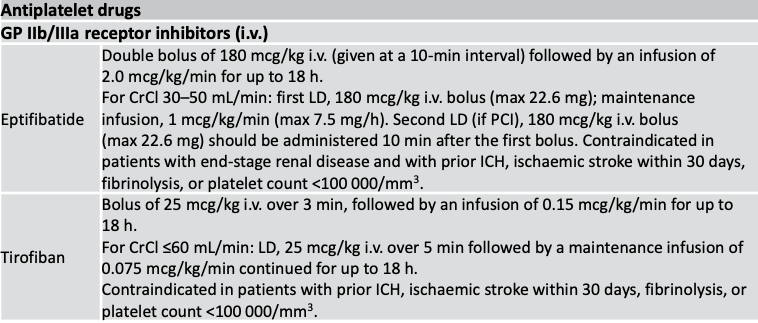 Antiplatelet drugs
GP IIb/IIIa receptor inhibitors (i.v.)
Eptifibatide
Double bolus of 180 mcg/kg i.v. (given at a 10-min interval) followed by an infusion of
2.0 mcg/kg/min for up to 18 h.
For CrCl 30–50 mL/min: first LD, 180 mcg/kg i.v. bolus (max 22.6 mg); maintenance
infusion, 1 mcg/kg/min (max 7.5 mg/h). Second LD (if PCI), 180 mcg/kg i.v. bolus
(max 22.6 mg) should be administered 10 min after the first bolus. Contraindicated in
patients with end-stage renal disease and with prior ICH, ischaemic stroke within 30 days,
fibrinolysis, or platelet count <100 000/mm³.
Tirofiban
Bolus of 25 mcg/kg i.v. over 3 min, followed by an infusion of 0.15 mcg/kg/min for up to
18 h.
For CrCl ≤60 mL/min: LD, 25 mcg/kg i.v. over 5 min followed by a maintenance infusion of
0.075 mcg/kg/min continued for up to 18 h.
Contraindicated in patients with prior ICH, ischaemic stroke within 30 days, fibrinolysis, or
platelet count <100 000/mm³.